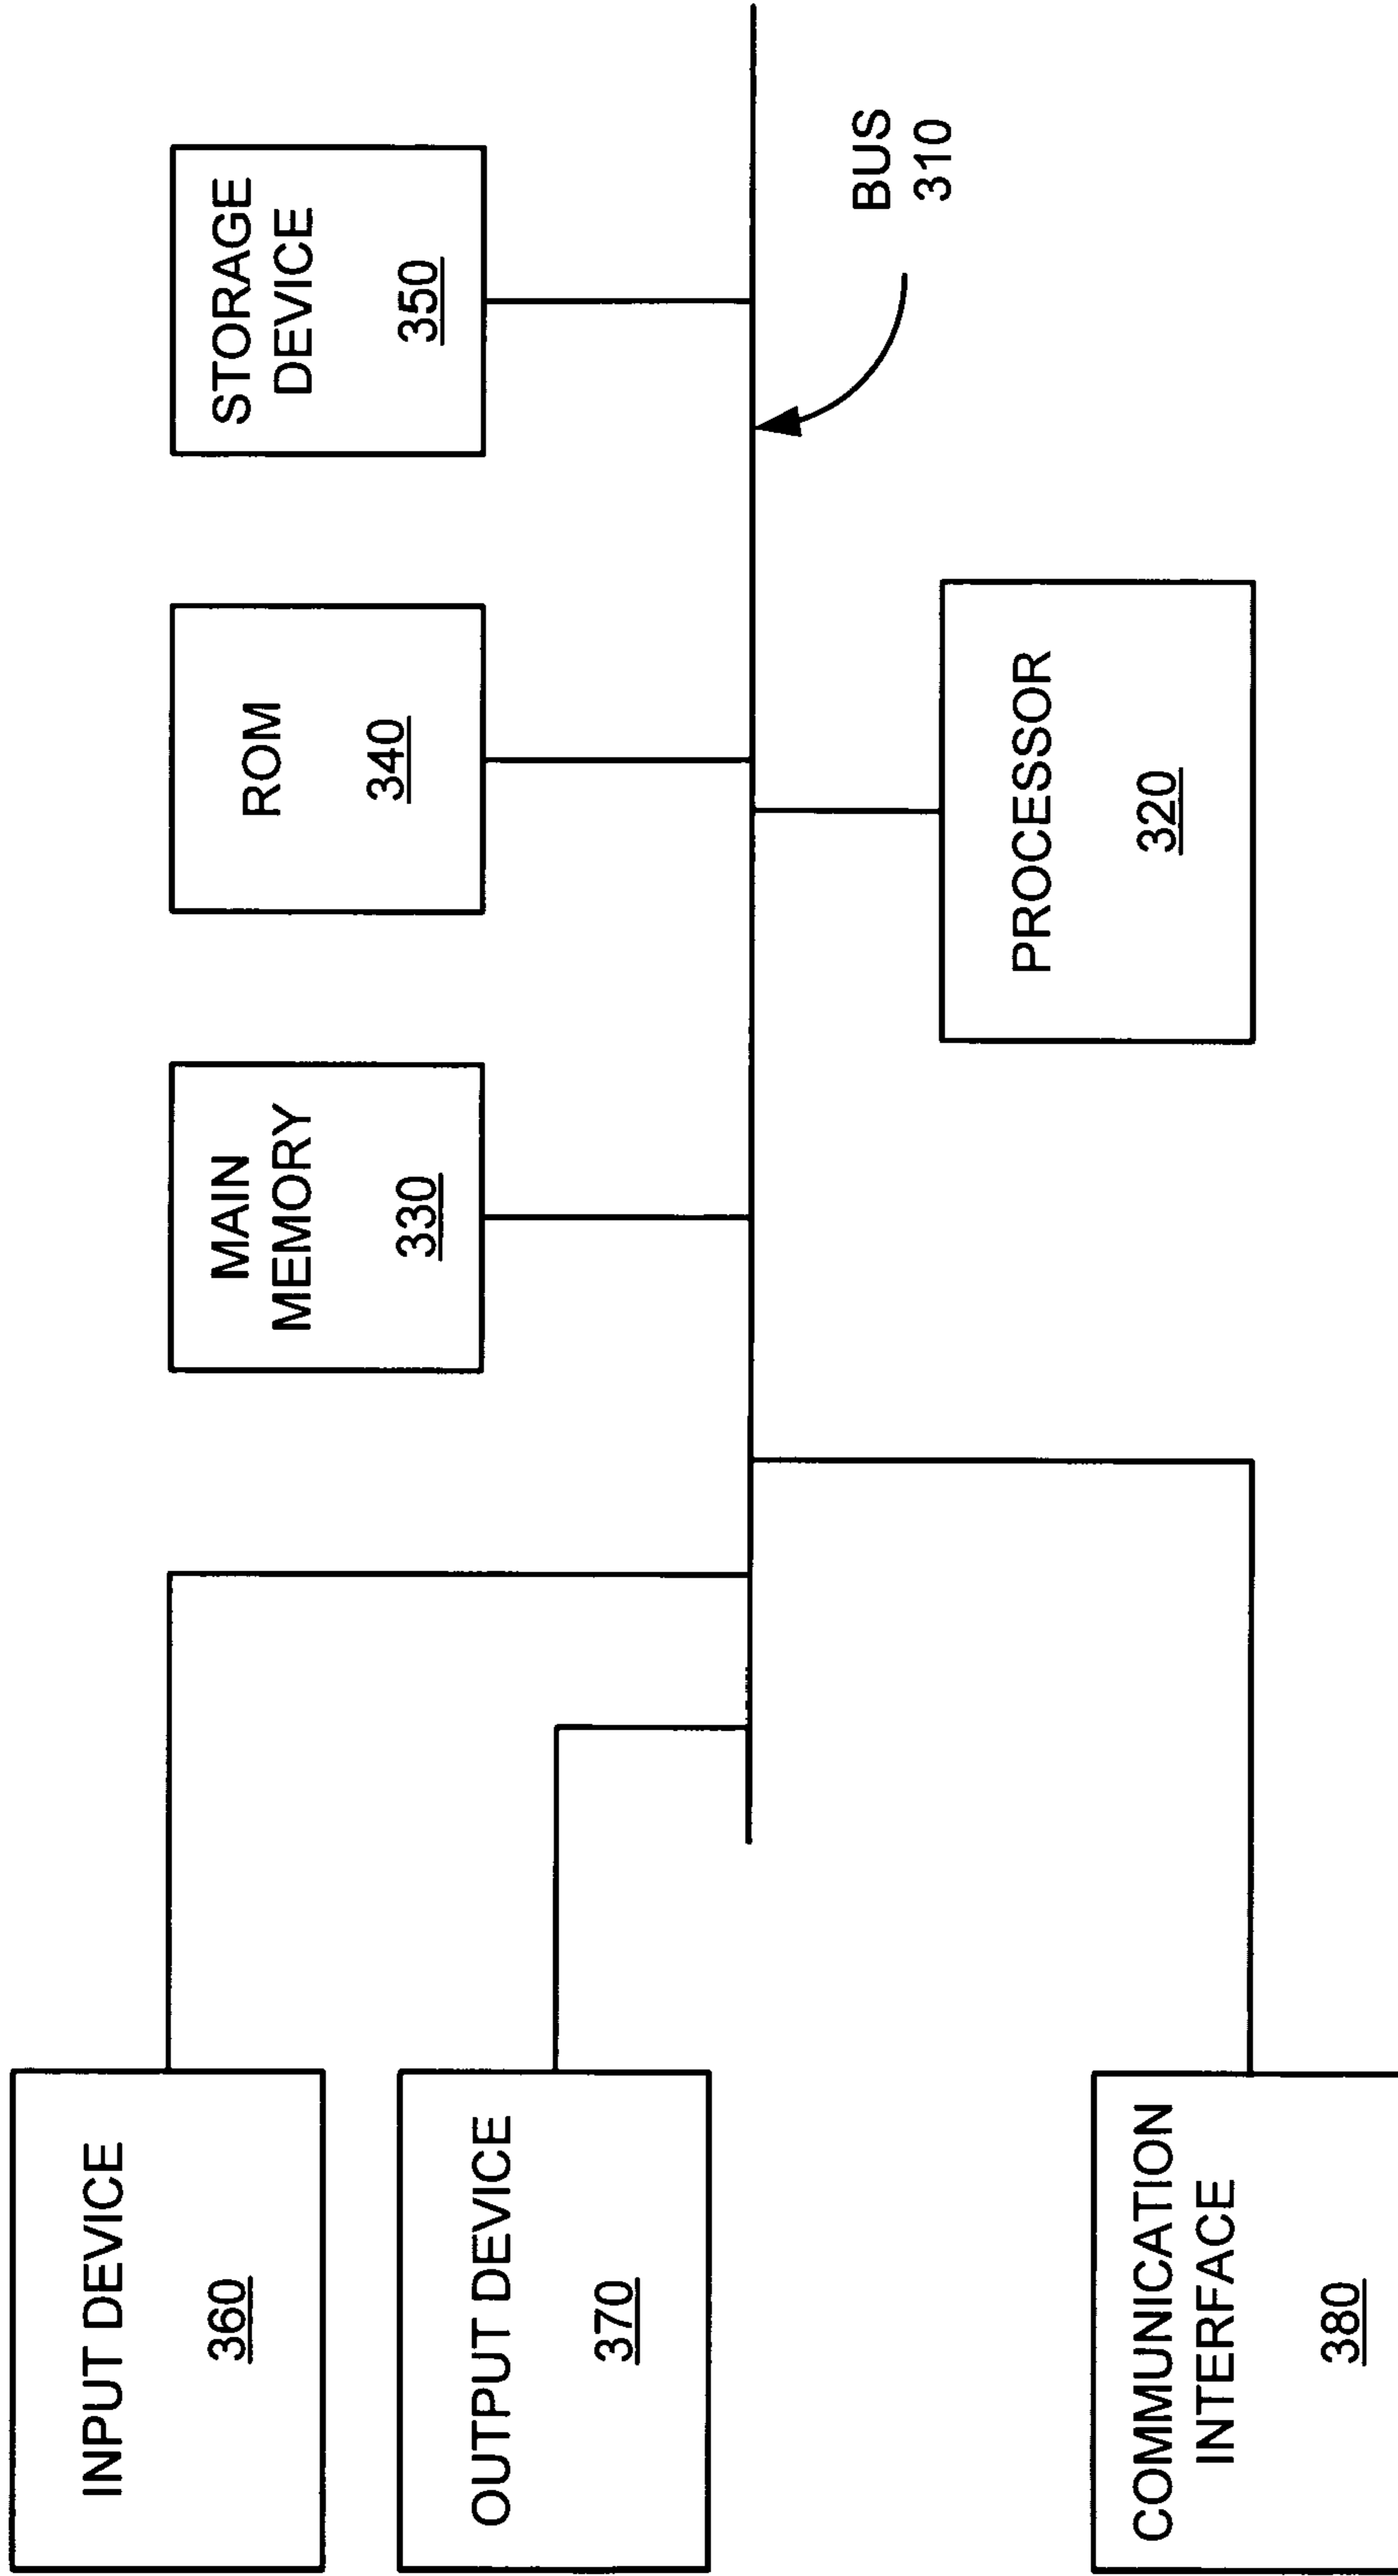 INPUT DEVICE
360
MAIN
MEMORY
330
ROM
340
STORAGE
DEVICE
350
OUTPUT DEVICE
370
BUS
310
PROCESSOR
320
COMMUNICATION
INTERFACE
380